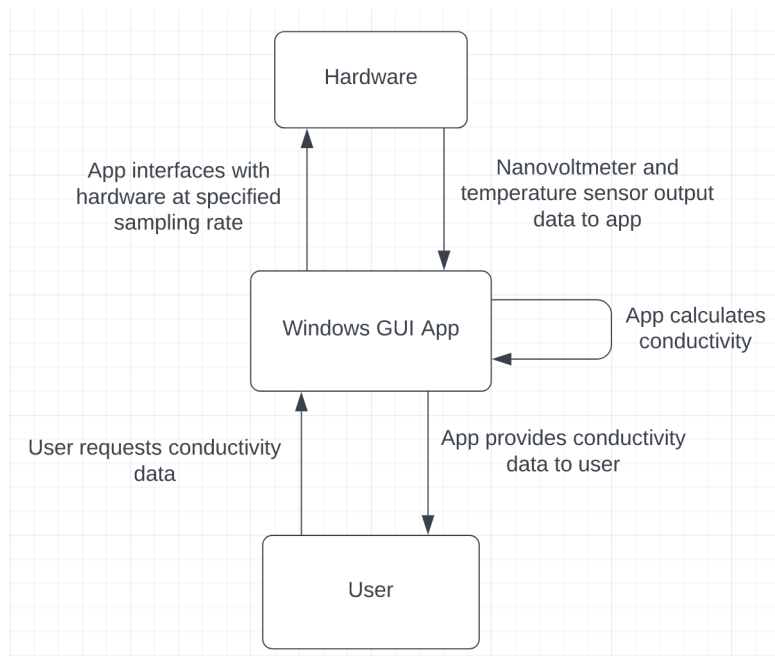 Hardware
App interfaces with
hardware at specified
sampling rate
Nanovoltmeter and
temperature sensor output
data to app
Windows GUI App
App calculates
conductivity
User requests conductivity
data
App provides conductivity
data to user
User